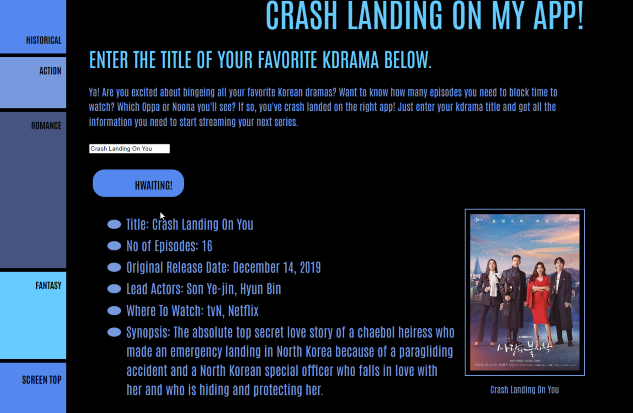 CRASH LANDING ON MY APP!
HISTORICAL
ACTION
ROMANCE
FANTASY
SCREEN TOP
ENTER THE TITLE OF YOUR FAVORITE KDRAMA BELOW.
Ya! Are you excited about bingeing all your favorite Korean dramas? Want to know how many episodes you need to block time to
watch? Which Oppa or Noona you'll see? If so, you've crash landed on the right app! Just enter your kdrama title and get all the
information you need to start streaming your next series.
Crash Landing On You
HWAITING!
Title: Crash Landing On You
No of Episodes: 16
Original Release Date: December 14, 2019
Lead Actors: Son Ye-jin, Hyun Bin
Where To Watch: tvN, Netflix
Synopsis: The absolute top secret love story of a chaebol heiress who
made an emergency landing in North Korea because of a paragliding
accident and a North Korean special officer who falls in love with
her and who is hiding and protecting her.
사랑의 불시착
Crash Landing On You